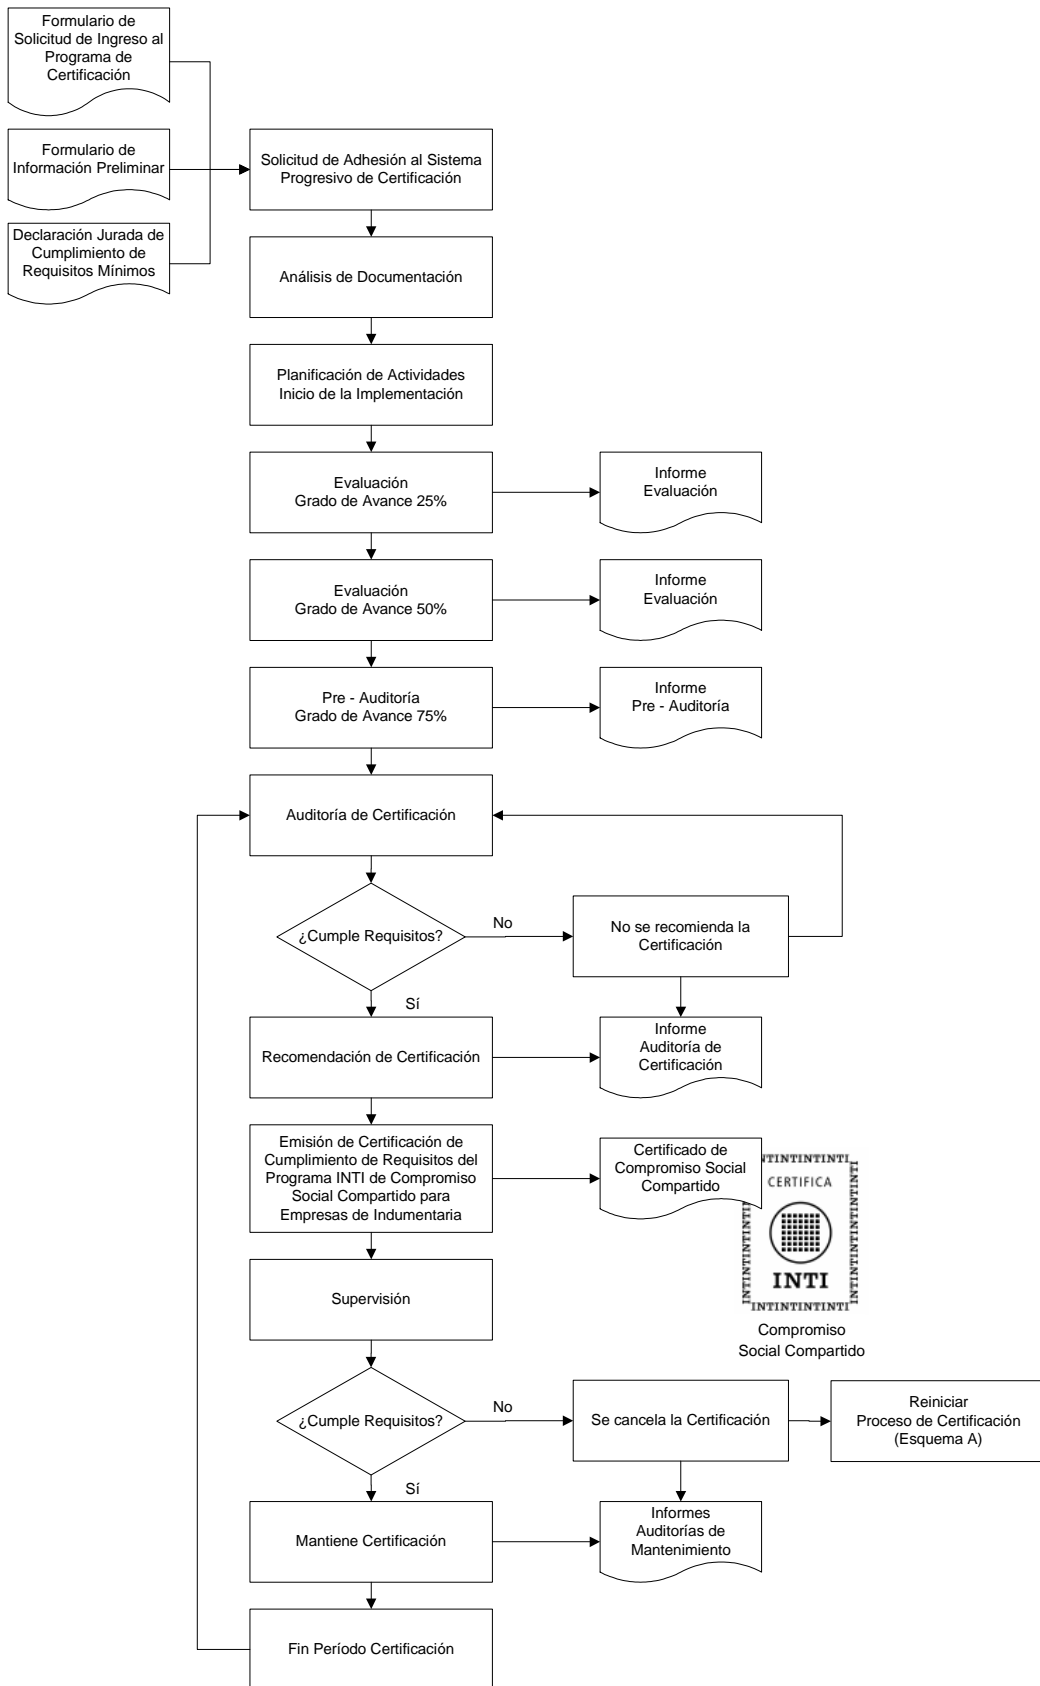 Formulario de
Solicitud de Ingreso al
Programa de
Certificación
Formulario de
Información Preliminar
Declaración Jurada de
Cumplimiento de
Requisitos Mínimos
Solicitud de Adhesión al Sistema
Progresivo de Certificación
Análisis de Documentación
Planificación de Actividades
Inicio de la Implementación
Evaluación
Grado de Avance 25%
Informe
Evaluación
Evaluación
Grado de Avance 50%
Informe
Evaluación
Pre - Auditoría
Grado de Avance 75%
Informe
Pre - Auditoría
Auditoría de Certificación
¿Cumple Requisitos?
No
No se recomienda la
Certificación
Sí
Recomendación de Certificación
Informe
Auditoría de
Certificación
Emisión de Certificación de
Cumplimiento de Requisitos del
Programa INTI de Compromiso
Social Compartido para
Empresas de Indumentaria
Certificado de
Compromiso Social
Compartido
NTINTINTINTI
CERTIFICA
INTI
INTINTINTINTI
Compromiso
Social Compartido
Supervisión
¿Cumple Requisitos?
No
Se cancela la Certificación
Reiniciar
Proceso de Certificación
(Esquema A)
Sí
Mantiene Certificación
Informes
Auditorías de
Mantenimiento
Fin Período Certificación